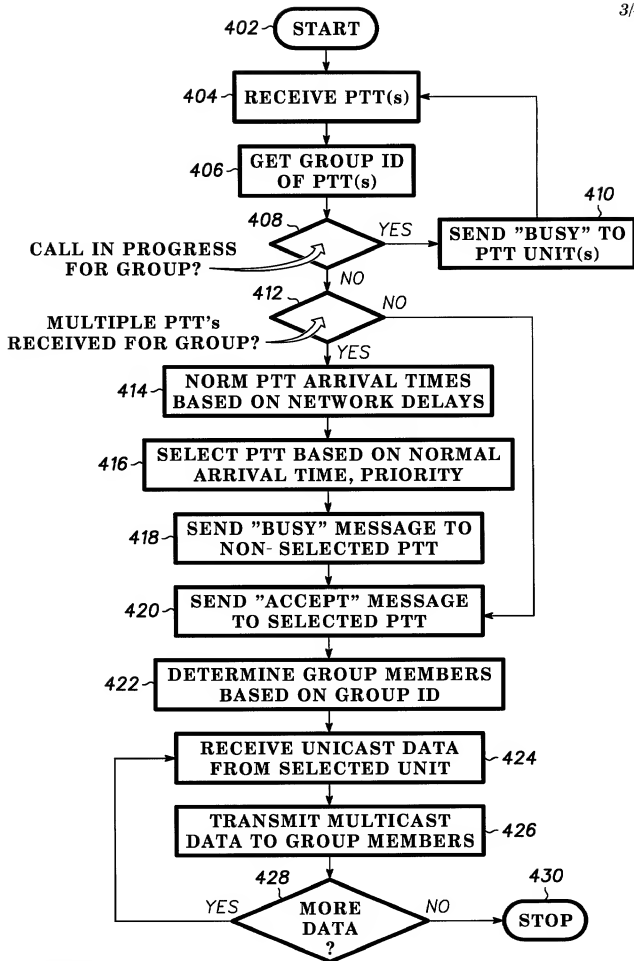 3/
402
START
404
RECEIVE PTT(s)
406
GET GROUP ID
OF PTT(s)
408
YES
410
SEND "BUSY" TO
PTT UNIT(s)
CALL IN PROGRESS
FOR GROUP?
NO
412
NO
MULTIPLE PTT's
RECEIVED FOR GROUP?
YES
414
NORM PTT ARRIVAL TIMES
BASED ON NETWORK DELAYS
416
SELECT PTT BASED ON NORMAL
ARRIVAL TIME, PRIORITY
418
SEND "BUSY" MESSAGE TO
NON- SELECTED PTT
420
SEND "ACCEPT" MESSAGE
TO SELECTED PTT
422
DETERMINE GROUP MEMBERS
BASED ON GROUP ID
RECEIVE UNICAST DATA
FROM SELECTED UNIT
424
TRANSMIT MULTICAST
DATA TO GROUP MEMBERS
426
428
YES
MORE
DATA
?
NO
430
STOP